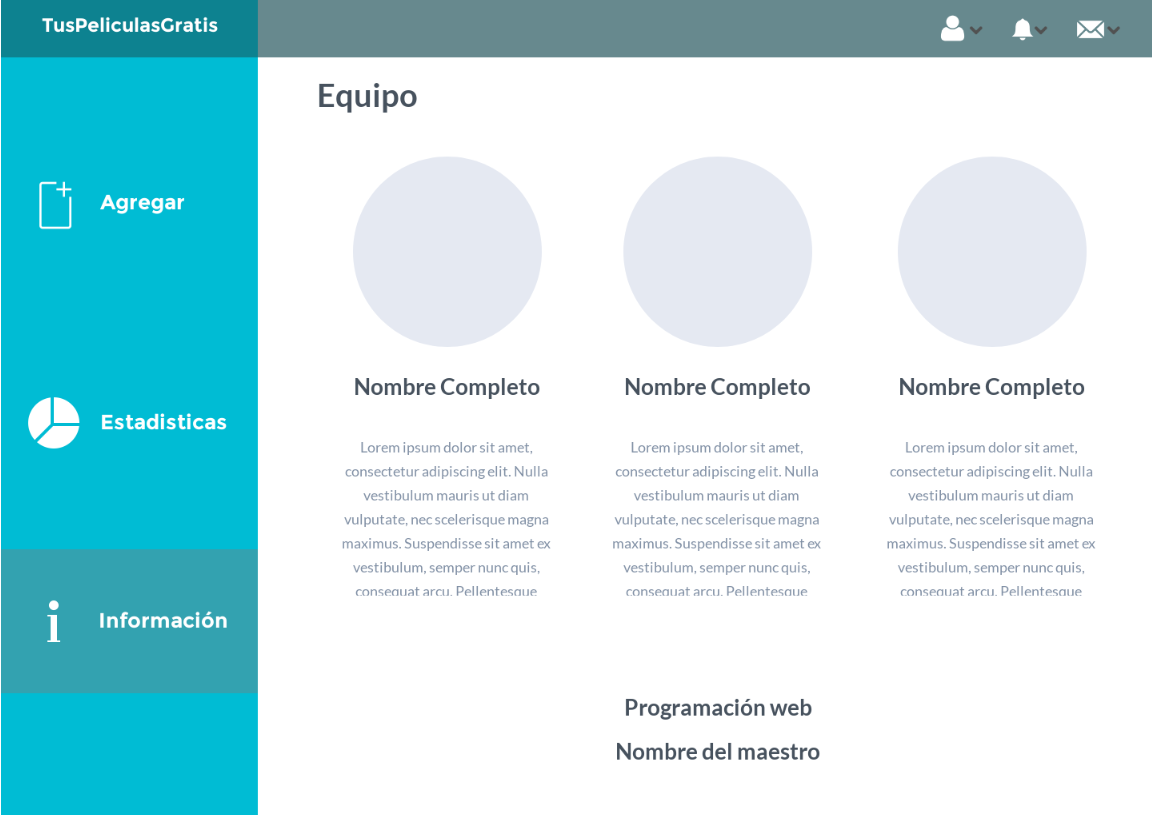 TusPeliculasGratis
Equipo
Agregar
Estadisticas
Información
Nombre Completo
Lorem ipsum dolor sit amet,
consectetur adipiscing elit. Nulla
vestibulum mauris ut diam
vulputate, nec scelerisque magna
maximus. Suspendisse sit amet ex
vestibulum, semper nunc quis,
consequat arcu. Pellentesque
Nombre Completo
Lorem ipsum dolor sit amet,
consectetur adipiscing elit. Nulla
vestibulum mauris ut diam
vulputate, nec scelerisque magna
maximus. Suspendisse sit amet ex
vestibulum, semper nunc quis,
consequat arcu. Pellentesque
Nombre Completo
Lorem ipsum dolor sit amet,
consectetur adipiscing elit. Nulla
vestibulum mauris ut diam
vulputate, nec scelerisque magna
maximus. Suspendisse sit amet ex
vestibulum, semper nunc quis,
consequat arcu. Pellentesque
Programación web
Nombre del maestro